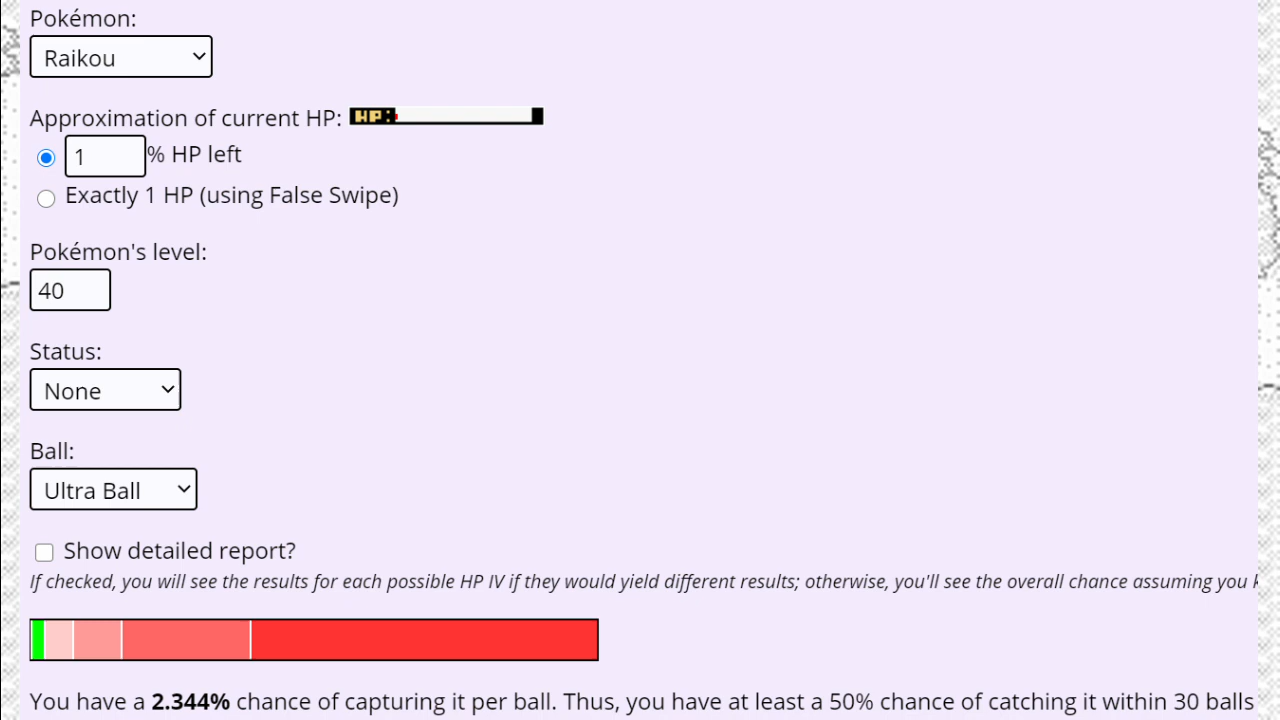 Pokémon:
Raikou
Approximation of current HP: HP:
1 % HP left
Exactly 1 HP (using False Swipe)
Pokémon's level:
40
Status:
None
Ball:
Ultra Ball
Show detailed report?
If checked, you will see the results for each possible HP IV if they would yield different results; otherwise, you'll see the overall chance assuming you
You have a 2.344% chance of capturing it per ball. Thus, you have at least a 50% chance of catching it within 30 balls